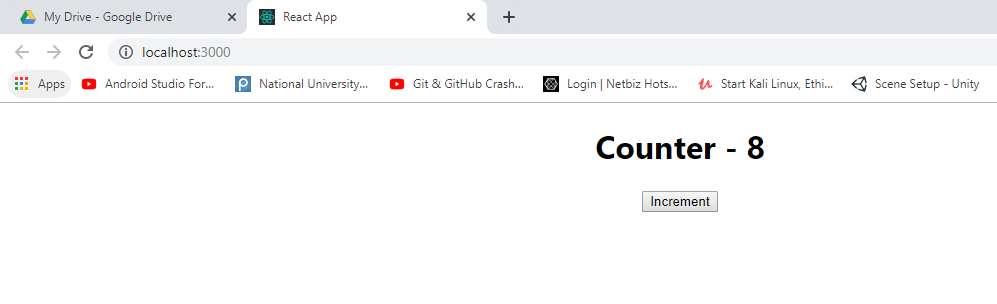 My Drive - Google Drive
React App
localhost:3000
Apps
Android Studio For...
National University...
Git & GitHub Crash...
Login | Netbiz Hots...
Start Kali Linux, Ethi...
Scene Setup - Unity
Counter - 8
Increment